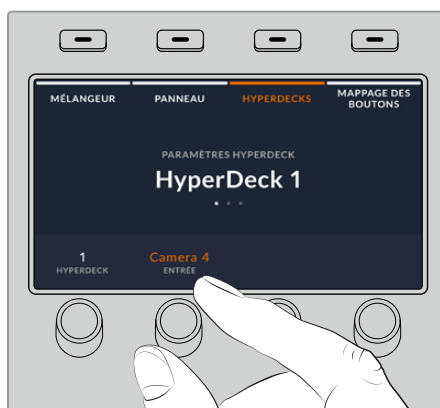 MÉLANGEUR PANNEAU HYPERDECKS MAPPAGE DES
BOUTONS
PARAMÈTRES HYPERDECK
HyperDeck 1
1 Camera 4
HYPERDECK ENTRÉE